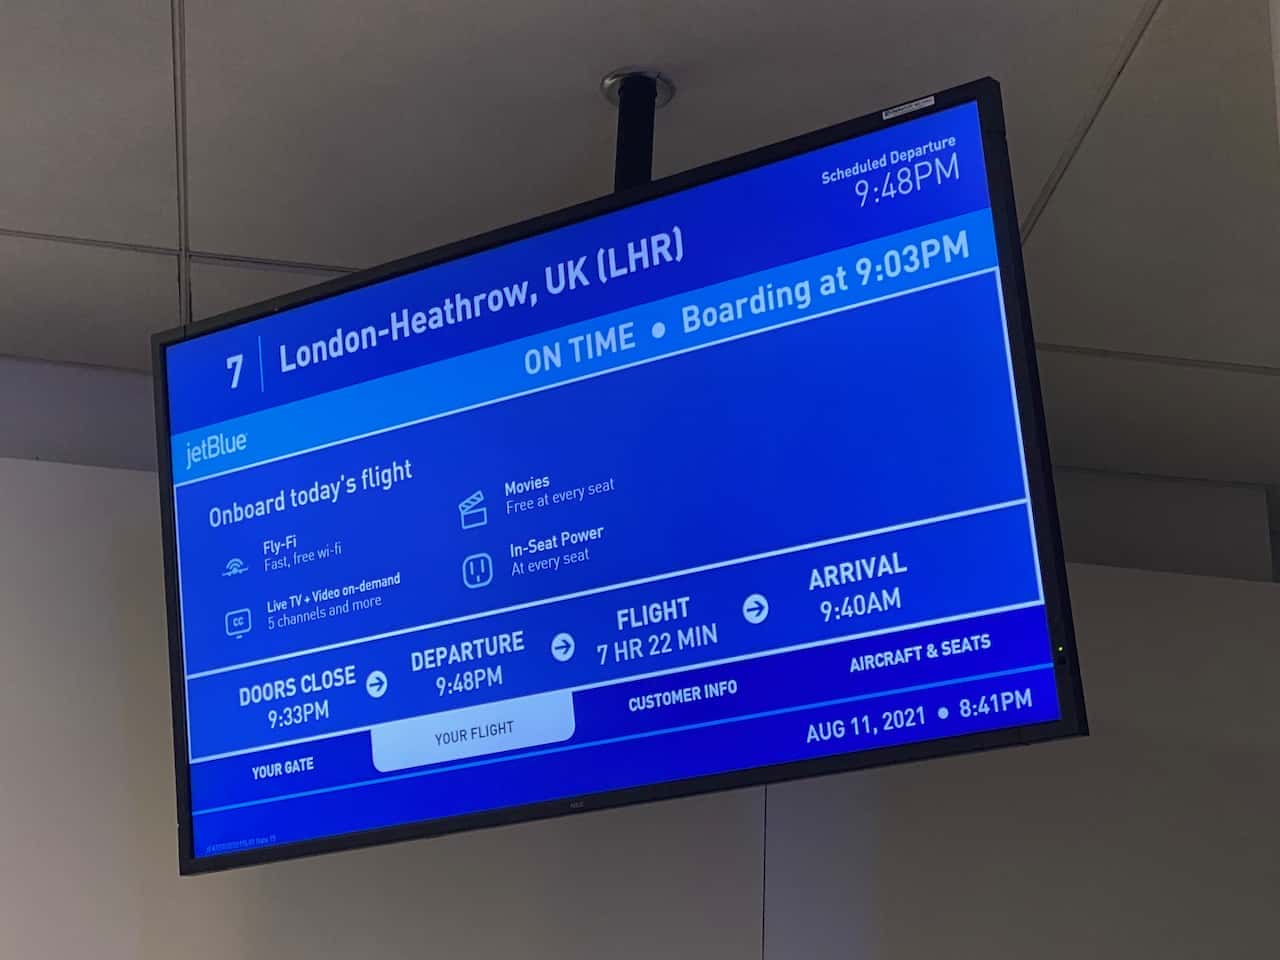 Scheduled Departure
9:48PM
7
London-Heathrow, UK (LHR)
jetBlue
ON TIME • Boarding at 9:03PM
Onboard today's flight
Fly-Fi
Fast, free wi-fi
Movies
Free at every seat
CC
Live TV + Video on-demand
5 channels and more
In-Seat Power
At every seat
DOORS CLOSE
9:33PM
DEPARTURE
9:48PM
FLIGHT
7 HR 22 MIN
ARRIVAL
9:40AM
YOUR GATE
YOUR FLIGHT
CUSTOMER INFO
AIRCRAFT & SEATS
AUG 11, 2021 • 8:41PM
NEC